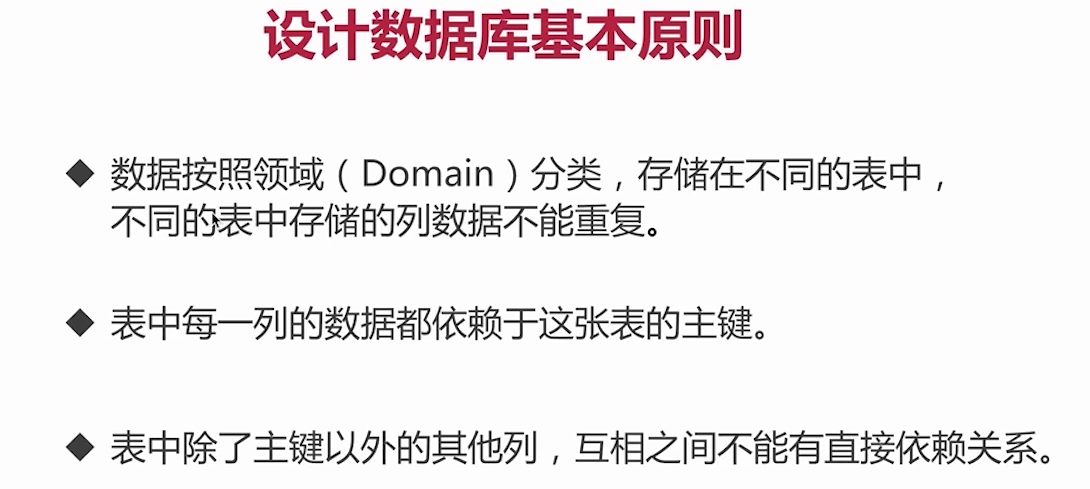 设计数据库基本原则
◆ 数据按照领域（Domain）分类，存储在不同的表中，
不同的表中存储的列数据不能重复。
◆ 表中每一列的数据都依赖于这张表的主键。
◆ 表中除了主键以外的其他列，互相之间不能有直接依赖关系。